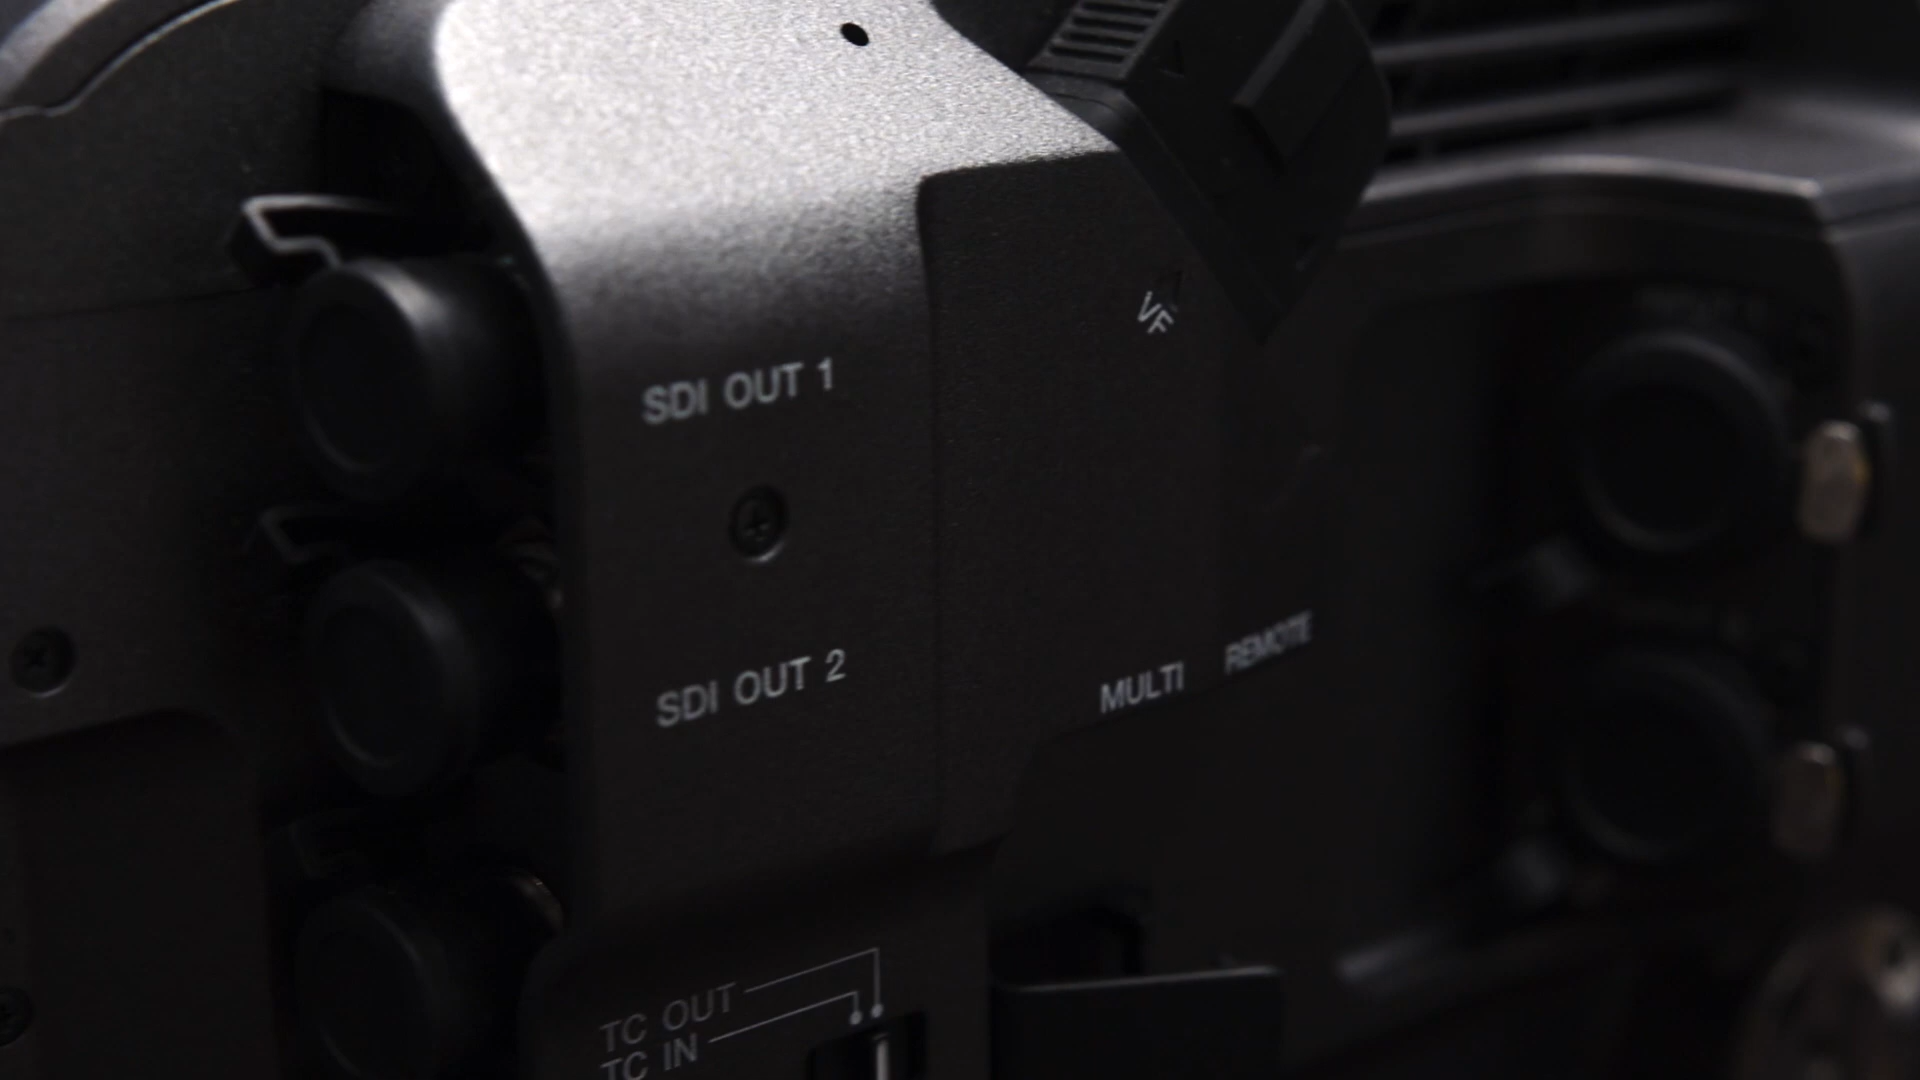 VF
SDI OUT 1
SDI OUT 2
MULTI
REMOTE
TC OUT
TC IN